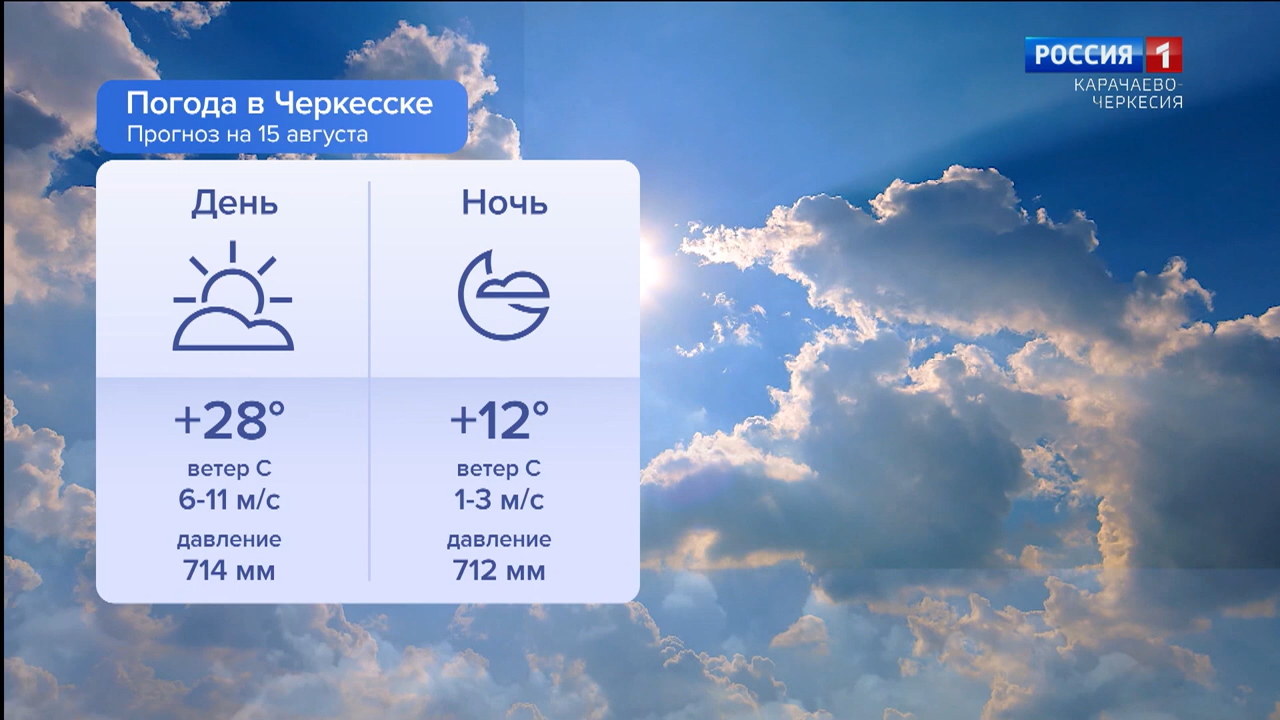 РОССИЯ 1
КАРАЧАЕВО-
ЧЕРКЕСИЯ
Погода в Черкесске
Прогноз на 15 августа
День
Ночь
+28°
+12°
ветер С
ветер С
6-11 м/с
1-3 м/с
давление
давление
714 мм
712 мм